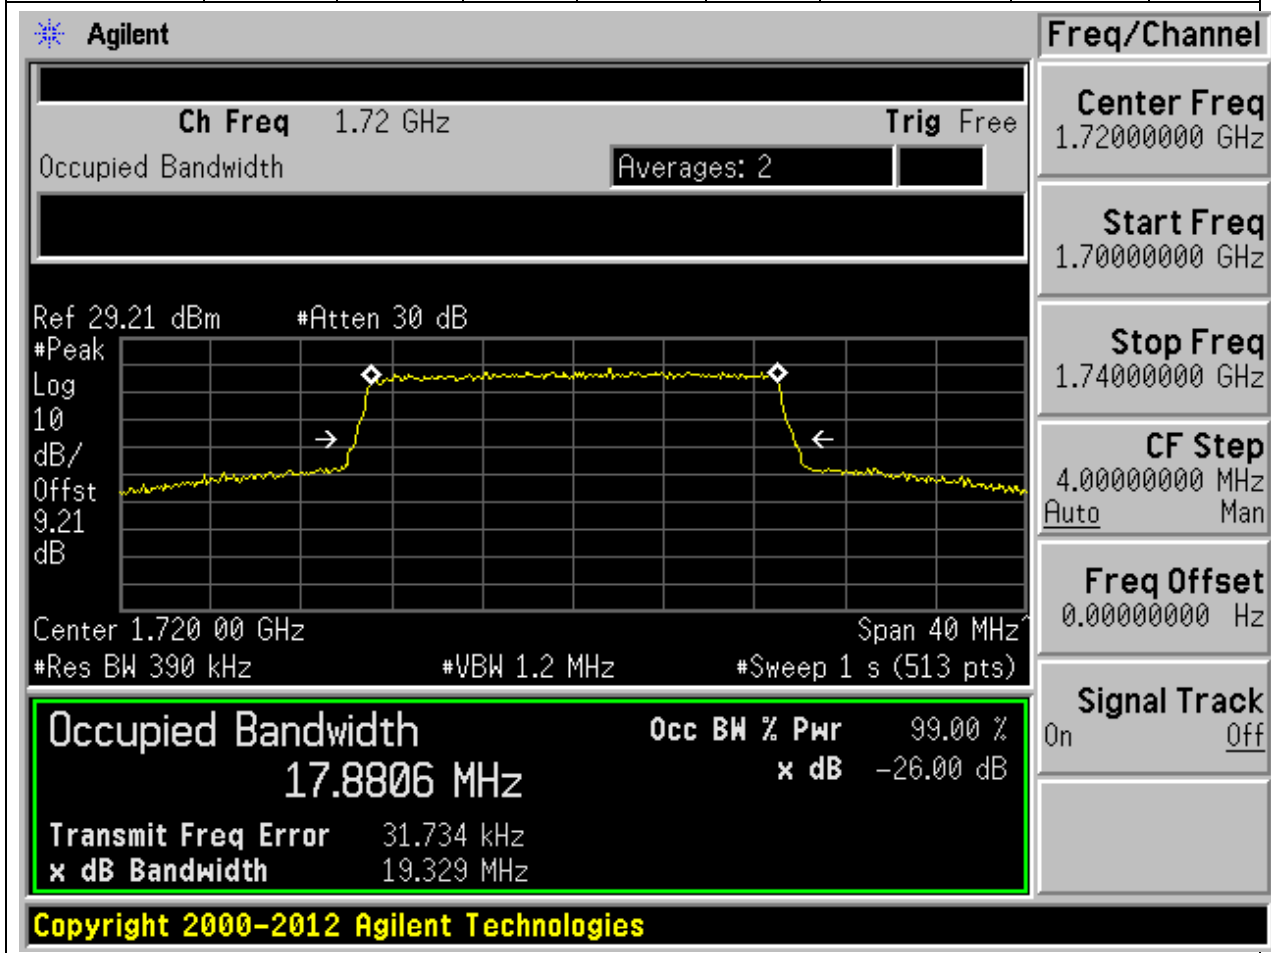 Agilent
Freq/Channel
Ch Freq 1.72 GHz Trig Free
Occupied Bandwidth Averages: 2
Center Freq
1.72000000 GHz
Start Freq
1.70000000 GHz
Stop Freq
1.74000000 GHz
CF Step
4.00000000 MHz
Auto Man
Freq Offset
0.00000000 Hz
Signal Track
On Off
Ref 29.21 dBm #Atten 30 dB
#Peak
Log
10
dB/
Offst
9.21
dB
Center 1.720 00 GHz Span 40 MHz^
#Res BW 390 kHz #VBW 1.2 MHz #Sweep 1 s (513 pts)
Occupied Bandwidth Occ BW % Pwr 99.00 %
17.8806 MHz x dB -26.00 dB
Transmit Freq Error 31.734 kHz
x dB Bandwidth 19.329 MHz
Copyright 2000-2012 Agilent Technologies